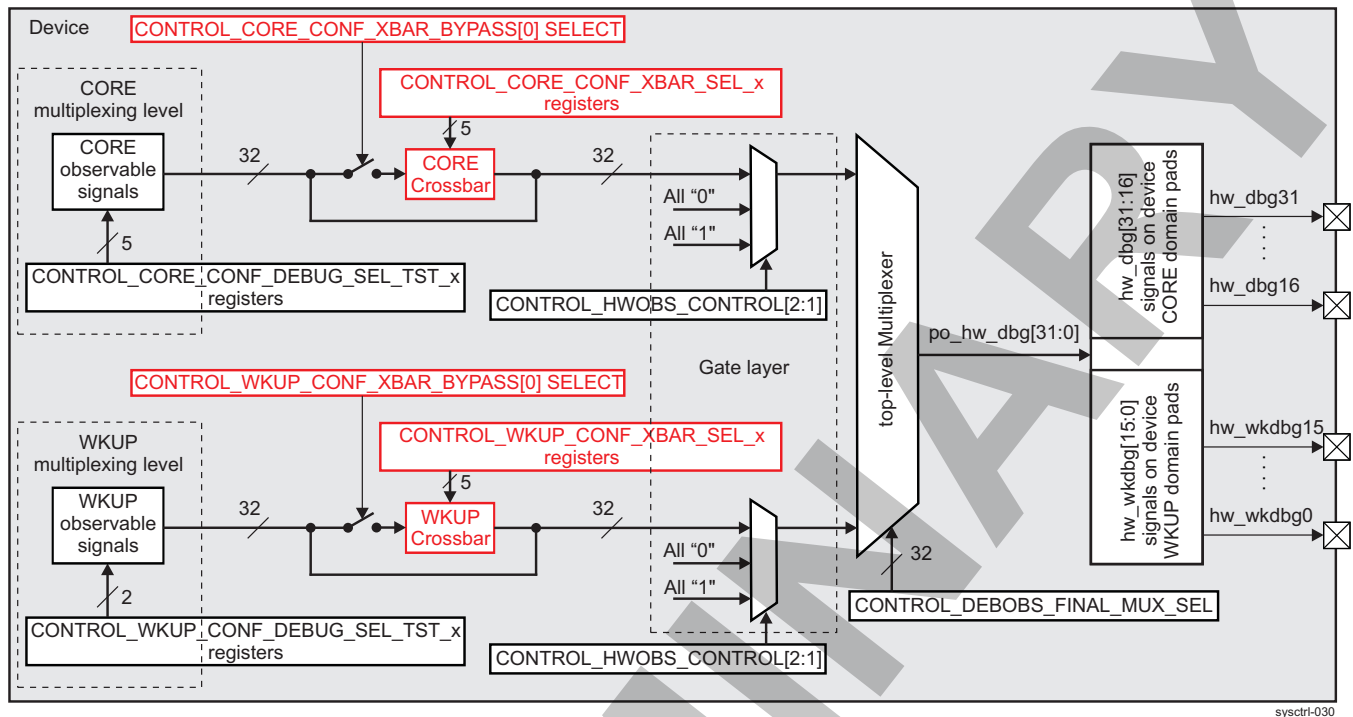 Device
CONTROL_CORE_CONF_XBAR_BYPASS[0] SELECT
CORE
multiplexing level
CONTROL_CORE_CONF_XBAR_SEL_x
registers
5
CORE
observable
signals
32
CORE
Crossbar
32
All “0"
All “1"
5
CONTROL_CORE_CONF_DEBUG_SEL_TST_x
registers
CONTROL_HWOBS_CONTROL[2:1]
Gate layer
top-level Multiplexer
po_hw_dbg[31:0]
hw_dbg[31:16]
signals on device
CORE domain pads
hw_dbg31
hw_dbg16
CONTROL_WKUP_CONF_XBAR_BYPASS[0] SELECT
WKUP
multiplexing level
CONTROL_WKUP_CONF_XBAR_SEL_x
registers
5
WKUP
observable
signals
32
WKUP
Crossbar
32
All “0"
All “1"
2
CONTROL_WKUP_CONF_DEBUG_SEL_TST_x
registers
CONTROL_HWOBS_CONTROL[2:1]
32
CONTROL_DEBOBS_FINAL_MUX_SEL
hw_wkdbg[15:0]
signals on device
WKUP domain pads
hw_wkdbg15
hw_wkdbg0
sysctrl-030